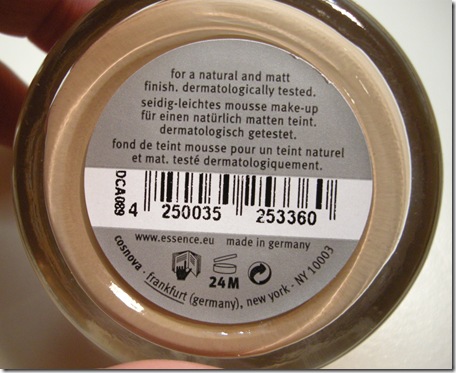 for a natural and matt
finish. dermatologically tested.
seidig-leichtes mousse make-up
für einen natürlich matten teint.
dermatologisch getestet.
fond de teint mousse pour un teint naturel
et mat. testé dermatologiquement.
DCA089
4 250035 253360
www.essence.eu made in germany
24M
cosnova · frankfurt (germany), new york · NY 10003